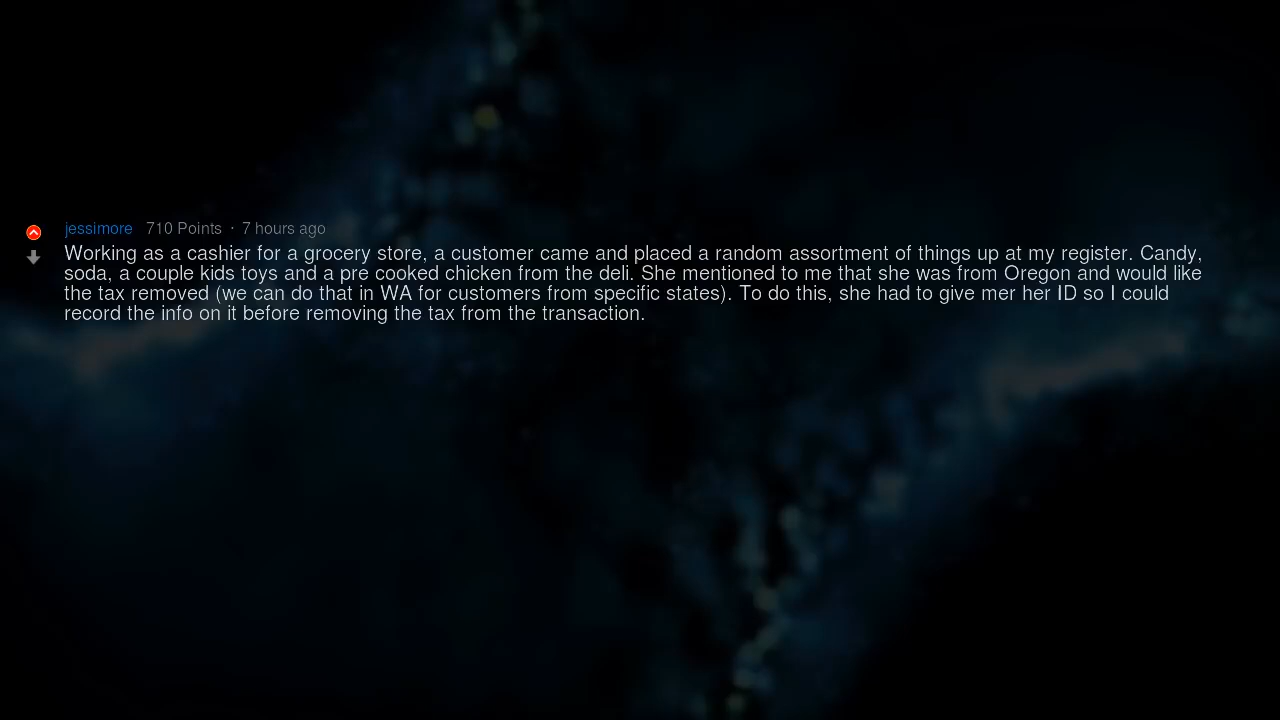 jessimore 710 Points · 7 hours ago
Working as a cashier for a grocery store, a customer came and placed a random assortment of things up at my register. Candy,
soda, a couple kids toys and a pre cooked chicken from the deli. She mentioned to me that she was from Oregon and would like
the tax removed (we can do that in WA for customers from specific states). To do this, she had to give mer her ID so I could
record the info on it before removing the tax from the transaction.